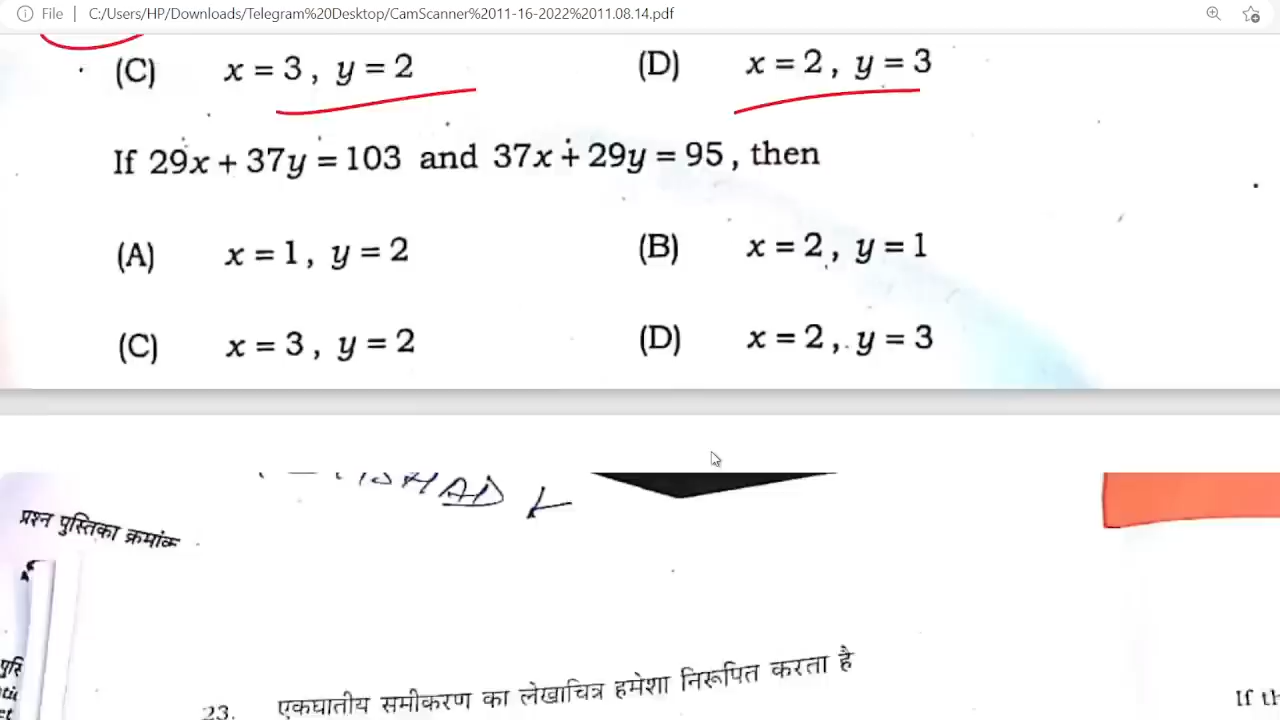 File | C:/Users/HP/Downloads/Telegram%20Desktop/CamScanner%2011-16-2022%2011.08.14.pdf
(C) x = 3, y = 2 (D) x = 2, y = 3
If 29x + 37y = 103 and 37x + 29y = 95, then
(A) x = 1, y = 2 (B) x = 2, y = 1
(C) x = 3, y = 2 (D) x = 2, y = 3
प्रश्न पुस्तिका क्रमांक
23. एकघातीय समीकरण का लेखाचित्र हमेशा निरूपित करता है
If th